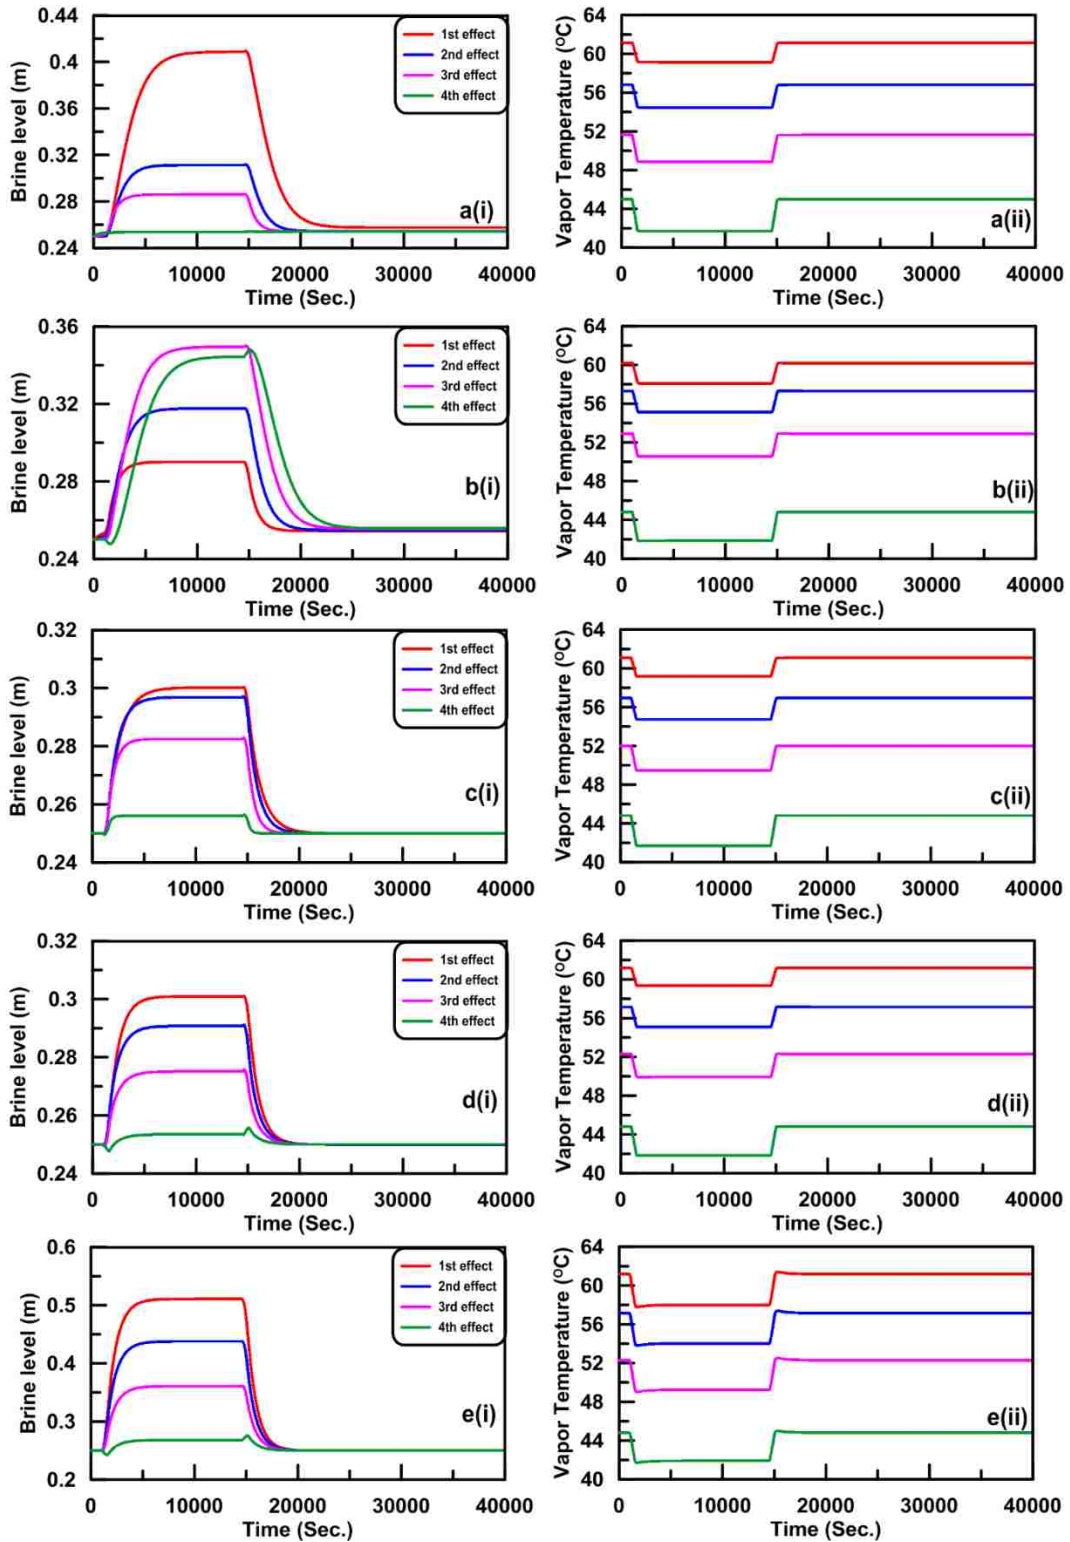 0.44
0.4
0.36
0.32
0.28
0.24
Brine level (m)
1st effect
2nd effect
3rd effect
4th effect
a(i)
0 10000 20000 30000 40000
Time (Sec.)
64
60
56
52
48
44
40
Vapor Temperature (ºC)
a(ii)
0 10000 20000 30000 40000
Time (Sec.)
0.36
0.32
0.28
0.24
Brine level (m)
1st effect
2nd effect
3rd effect
4th effect
b(i)
0 10000 20000 30000 40000
Time (Sec.)
64
60
56
52
48
44
40
Vapor Temperature (ºC)
b(ii)
0 10000 20000 30000 40000
Time (Sec.)
0.32
0.3
0.28
0.26
0.24
Brine level (m)
1st effect
2nd effect
3rd effect
4th effect
c(i)
0 10000 20000 30000 40000
Time (Sec.)
64
60
56
52
48
44
40
Vapor Temperature (ºC)
c(ii)
0 10000 20000 30000 40000
Time (Sec.)
0.32
0.3
0.28
0.26
0.24
Brine level (m)
1st effect
2nd effect
3rd effect
4th effect
d(i)
0 10000 20000 30000 40000
Time (Sec.)
64
60
56
52
48
44
40
Vapor Temperature (ºC)
d(ii)
0 10000 20000 30000 40000
Time (Sec.)
0.6
0.5
0.4
0.3
0.2
Brine level (m)
1st effect
2nd effect
3rd effect
4th effect
e(i)
0 10000 20000 30000 40000
Time (Sec.)
64
60
56
52
48
44
40
Vapor Temperature (ºC)
e(ii)
0 10000 20000 30000 40000
Time (Sec.)